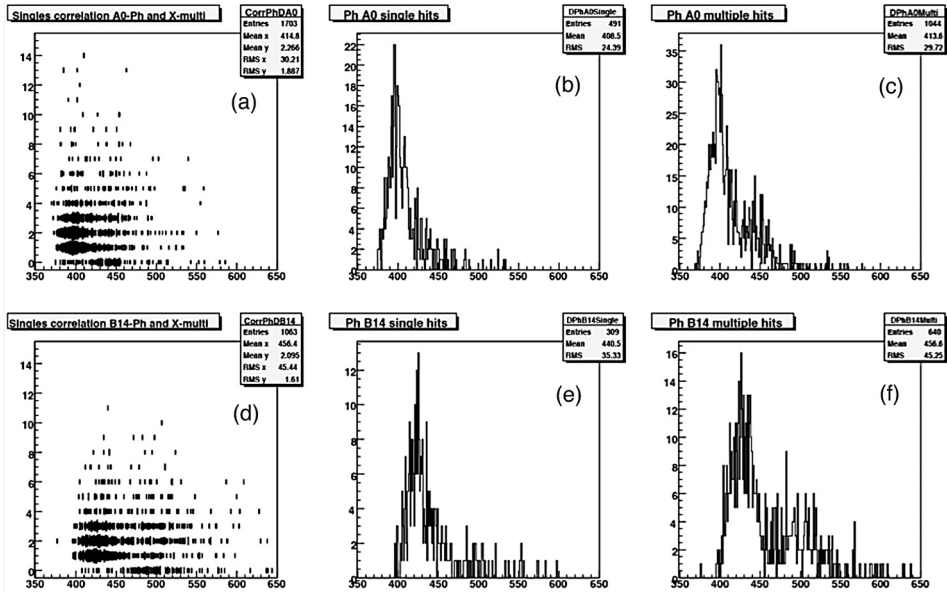 Singles correlation A0-Ph and X-multi
CorrPhDA0
Entries 1703
Mean x 414.8
Mean y 2.266
RMS x 30.21
RMS y 1.887
(a)
14
12
10
8
6
4
2
0
350 400 450 500 550 600 650
Ph A0 single hits
DPhA0Single
Entries 491
Mean 408.5
RMS 24.39
(b)
22
20
18
16
14
12
10
8
6
4
2
0
350 400 450 500 550 600 650
Ph A0 multiple hits
DPhA0Multi
Entries 1044
Mean 413.6
RMS 29.72
(c)
35
30
25
20
15
10
5
0
350 400 450 500 550 600 650
Singles correlation B14-Ph and X-multi
CorrPhDB14
Entries 1063
Mean x 456.4
Mean y 2.095
RMS x 45.44
RMS y 1.61
(d)
14
12
10
8
6
4
2
0
350 400 450 500 550 600 650
Ph B14 single hits
DPhB14Single
Entries 309
Mean 440.5
RMS 35.33
(e)
12
10
8
6
4
2
0
350 400 450 500 550 600 650
Ph B14 multiple hits
DPhB14Multi
Entries 640
Mean 456.6
RMS 45.25
(f)
16
14
12
10
8
6
4
2
0
350 400 450 500 550 600 650